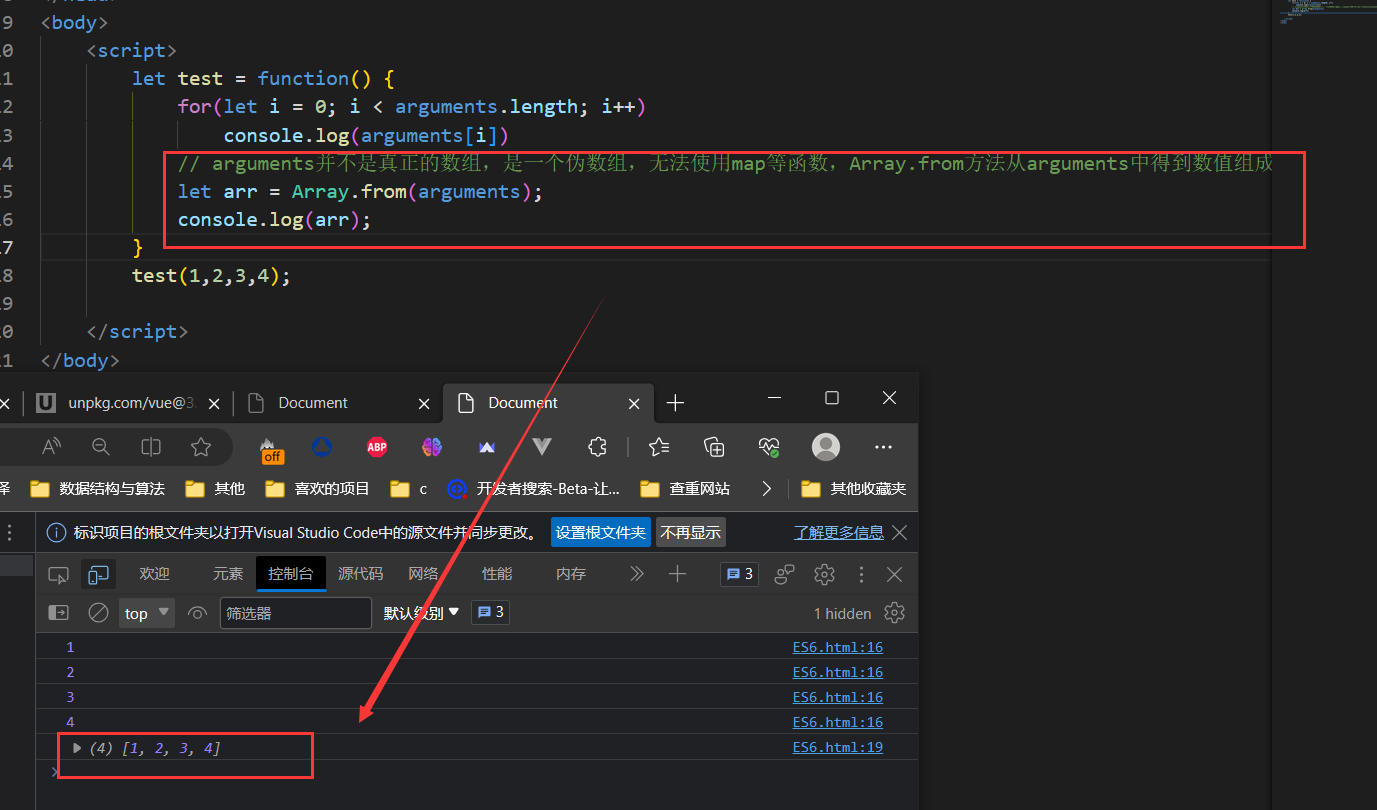 9 <body>
0 <script>
1 let test = function() {
2 for(let i = 0; i < arguments.length; i++)
3 console.log(arguments[i])
4 // arguments并不是真正的数组，是一个伪数组，无法使用map等函数，Array.from方法从arguments中得到数值组成
5 let arr = Array.from(arguments);
6 console.log(arr);
7 }
8 test(1,2,3,4);
9
0 </script>
1 </body>
unpkg.com/vue@3. Document Document
off ABP
译 数据结构与算法 其他 喜欢的项目 c 开发者搜索-Beta-让... 查重网站 其他收藏夹
标识项目的根文件夹以打开Visual Studio Code中的源文件并同步更改。 设置根文件夹 不再显示 了解更多信息
欢迎 元素 控制台 源代码 网络 性能 内存 3
top 筛选器 默认级别 3 1 hidden
1 ES6.html:16
2 ES6.html:16
3 ES6.html:16
4 ES6.html:16
(4) [1, 2, 3, 4] ES6.html:19